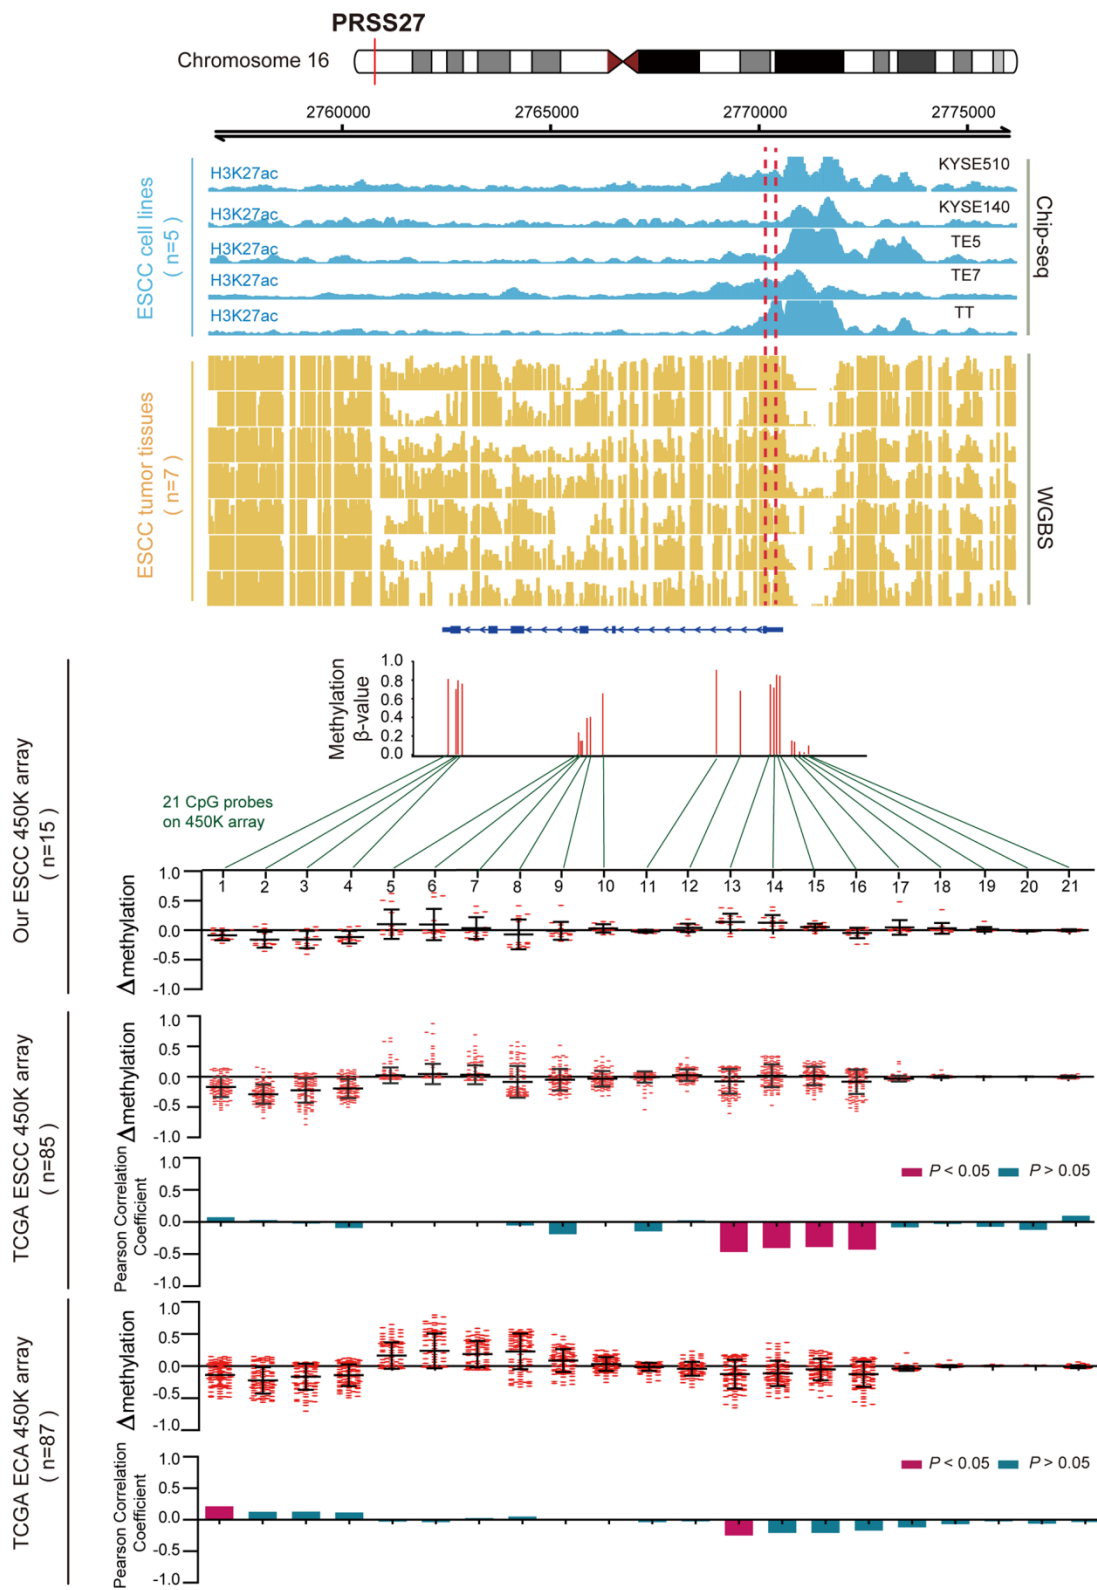 PRSS27
Chromosome 16
2760000
2765000
2770000
2775000
ESCC cell lines
( n=5 )
H3K27ac
KYSE510
H3K27ac
KYSE140
H3K27ac
TE5
H3K27ac
TE7
H3K27ac
TT
Chip-seq
ESCC tumor tissues
( n=7 )
WGBS
Methylation
β-value
1.0
0.8
0.6
0.4
0.2
0.0
Our ESCC 450K array
( n=15 )
21 CpG probes
on 450K array
1 2 3 4 5 6 7 8 9 10 11 12 13 14 15 16 17 18 19 20 21
Δmethylation
1.0
0.5
0.0
-0.5
-1.0
TCGA ESCC 450K array
( n=85 )
Δmethylation
1.0
0.5
0.0
-0.5
-1.0
Pearson Correlation
Coefficient
1.0
0.5
0.0
-0.5
-1.0
P < 0.05 P > 0.05
TCGA ECA 450K array
( n=87 )
Δmethylation
1.0
0.5
0.0
-0.5
-1.0
Pearson Correlation
Coefficient
1.0
0.5
0.0
-0.5
-1.0
P < 0.05 P > 0.05